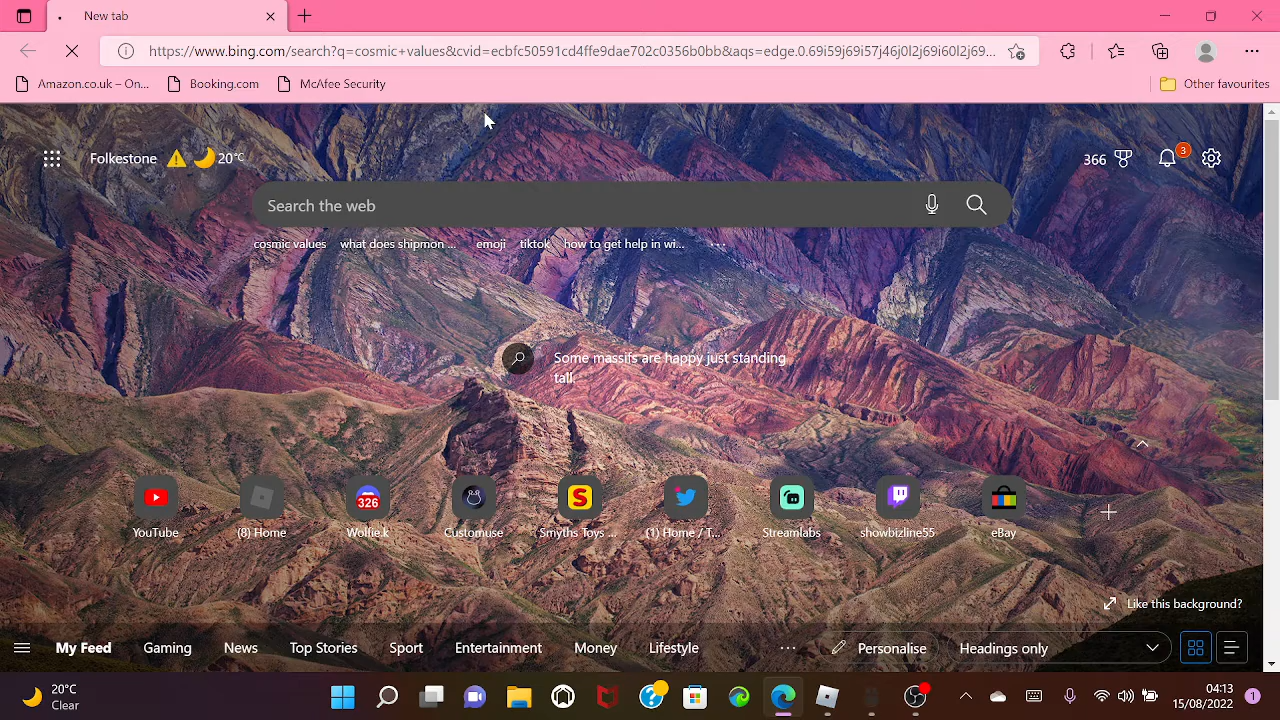 New tab
https://www.bing.com/search?q=cosmic+values&cvid=ecbfc50591cd4ffe9dae702c0356b0bb&aqs=edge.0.69i59j69i57j46j0l2j69i60l2j69...
Amazon.co.uk – On...
Booking.com
McAfee Security
Other favourites
Folkestone
20°C
366
3
Search the web
cosmic values
what does shipmon ...
emoji
tiktok
how to get help in wi...
Some massifs are happy just standing
tall.
326
YouTube
(8) Home
Wolfie.k
Customuse
Smyths Toys ...
(1) Home / T...
Streamlabs
showbizline55
eBay
Like this background?
My Feed
Gaming
News
Top Stories
Sport
Entertainment
Money
Lifestyle
Personalise
Headings only
20°C
Clear
04:13
15/08/2022
1